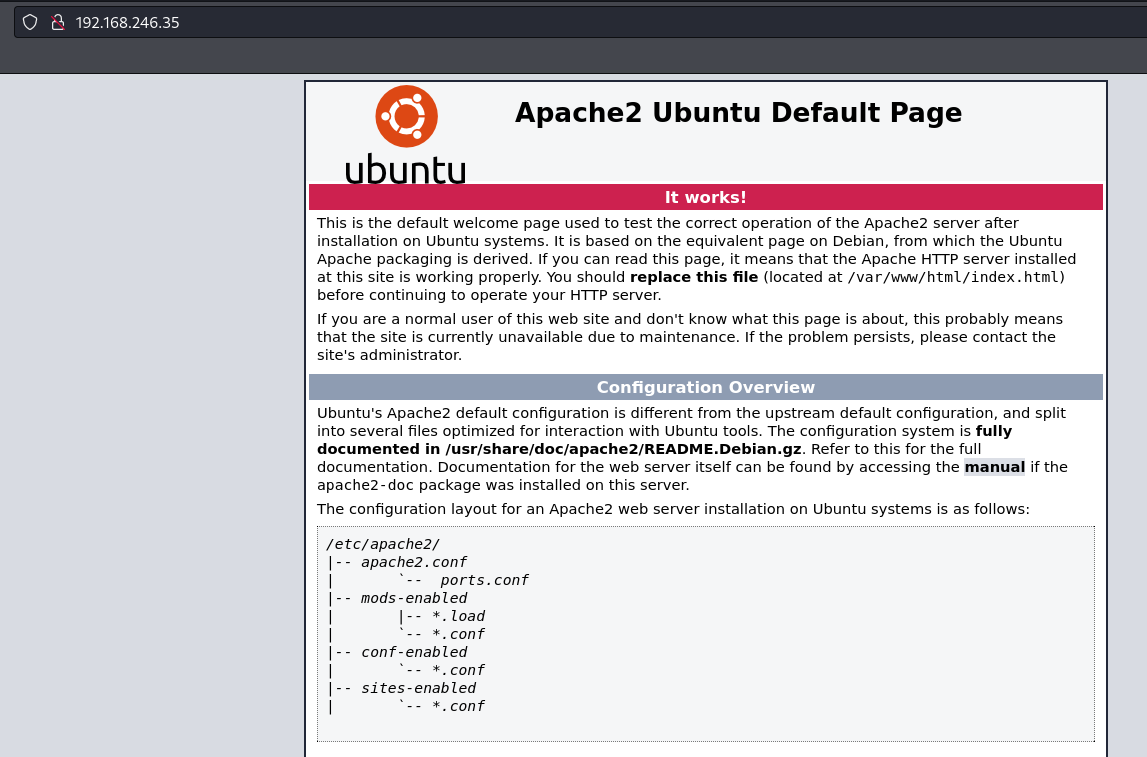 192.168.246.35
ubuntu
Apache2 Ubuntu Default Page
It works!
This is the default welcome page used to test the correct operation of the Apache2 server after
installation on Ubuntu systems. It is based on the equivalent page on Debian, from which the Ubuntu
Apache packaging is derived. If you can read this page, it means that the Apache HTTP server installed
at this site is working properly. You should replace this file (located at /var/www/html/index.html)
before continuing to operate your HTTP server.
If you are a normal user of this web site and don't know what this page is about, this probably means
that the site is currently unavailable due to maintenance. If the problem persists, please contact the
site's administrator.
Configuration Overview
Ubuntu's Apache2 default configuration is different from the upstream default configuration, and split
into several files optimized for interaction with Ubuntu tools. The configuration system is fully
documented in /usr/share/doc/apache2/README.Debian.gz. Refer to this for the full
documentation. Documentation for the web server itself can be found by accessing the manual if the
apache2-doc package was installed on this server.
The configuration layout for an Apache2 web server installation on Ubuntu systems is as follows:
/etc/apache2/
|-- apache2.conf
|       `--  ports.conf
|-- mods-enabled
|       |-- *.load
|       `-- *.conf
|-- conf-enabled
|       `-- *.conf
|-- sites-enabled
|       `-- *.conf